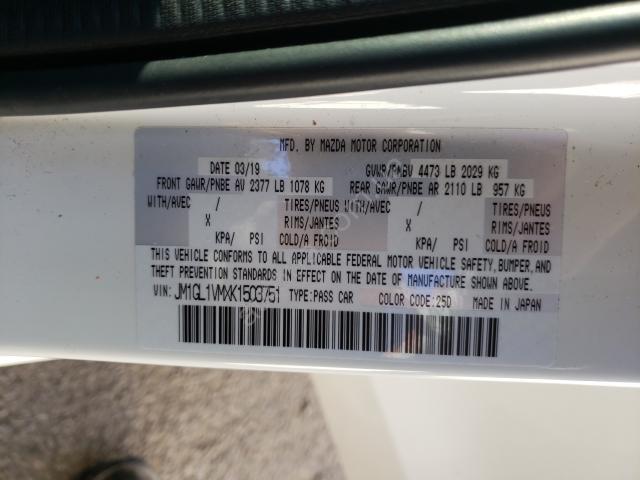 MFD. BY MAZDA MOTOR CORPORATION
DATE 03/19 GVWR/PNBV 4473 LB 2029 KG
FRONT GAWR/PNBE AV 2377 LB 1078 KG REAR GAWR/PNBE AR 2110 LB 957 KG
WITH/AVEC / TIRES/PNEUS WITH/AVEC / TIRES/PNEUS
X RIMS/JANTES X RIMS/JANTES
KPA/ PSI COLD/A FROID KPA/ PSI COLD/A FROID
THIS VEHICLE CONFORMS TO ALL APPLICABLE FEDERAL MOTOR VEHICLE SAFETY, BUMPER, AND
THEFT PREVENTION STANDARDS IN EFFECT ON THE DATE OF MANUFACTURE SHOWN ABOVE.
VIN: JM1GL1VMXK1503751 TYPE: PASS CAR COLOR CODE: 25D MADE IN JAPAN